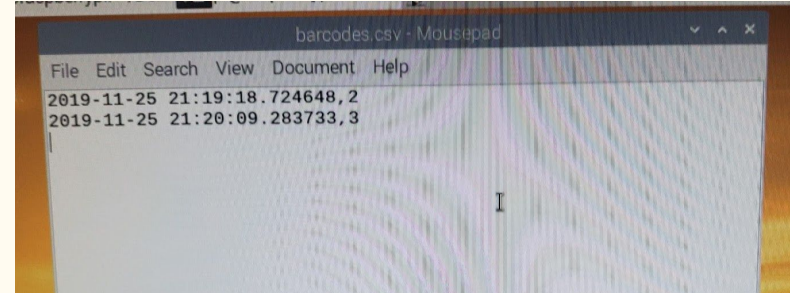 barcodes.csv - Mousepad
File Edit Search View Document Help
2019-11-25 21:19:18.724648,2
2019-11-25 21:20:09.283733,3